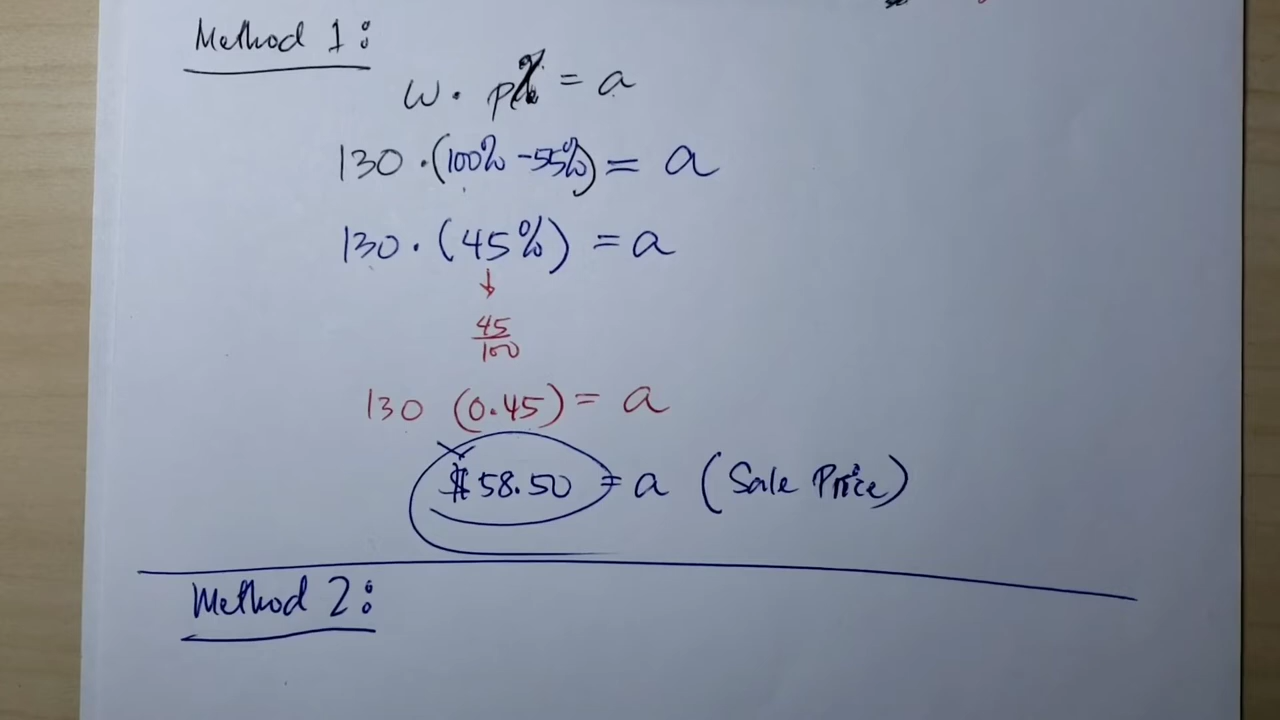 Method 1:
w · p% = a
130 · (100% - 55%) = a
130 · (45%) = a
↓
45/100
130 (0.45) = a
$58.50 = a (Sale Price)
Method 2: